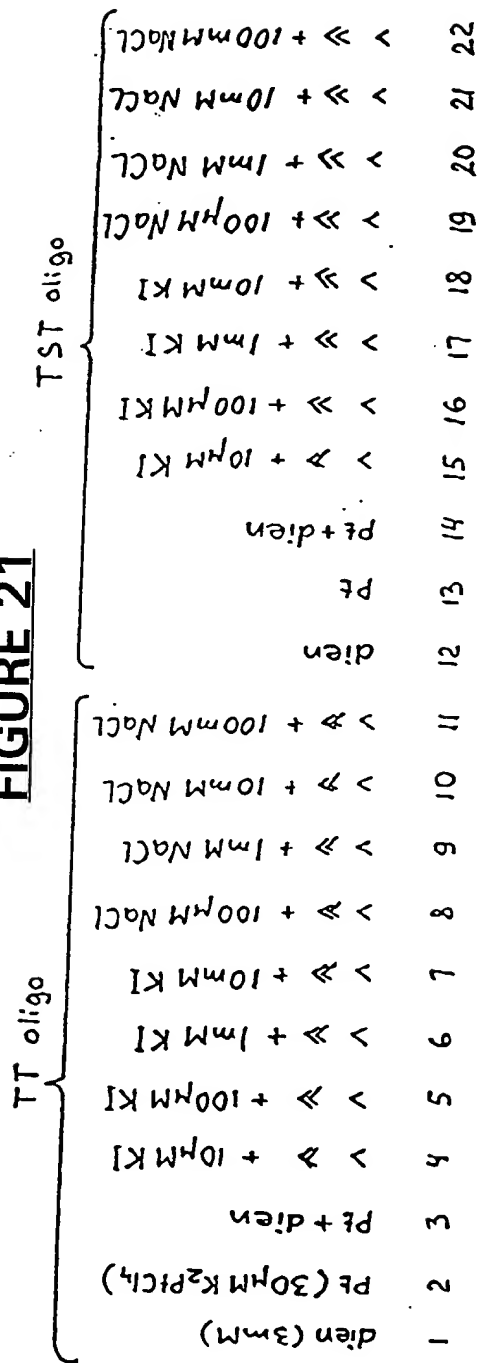 FIGURE 21
TT oligo
1 dien (3mM)
2 Pt (30µM K₂PtCl₄)
3 Pt + dien
4 > » + 10µM KI
5 > » + 100µM KI
6 > » + 1mM KI
7 > » + 10mM KI
8 > » + 100µM NaCl
9 > » + 1mM NaCl
10 > » + 10mM NaCl
11 > » + 100mM NaCl
TST oligo
12 dien
13 Pt
14 Pt + dien
15 > » + 10µM KI
16 > » + 100µM KI
17 > » + 1mM KI
18 > » + 10mM KI
19 > » + 100µM NaCl
20 > » + 1mM NaCl
21 > » + 10mM NaCl
22 > » + 100mM NaCl